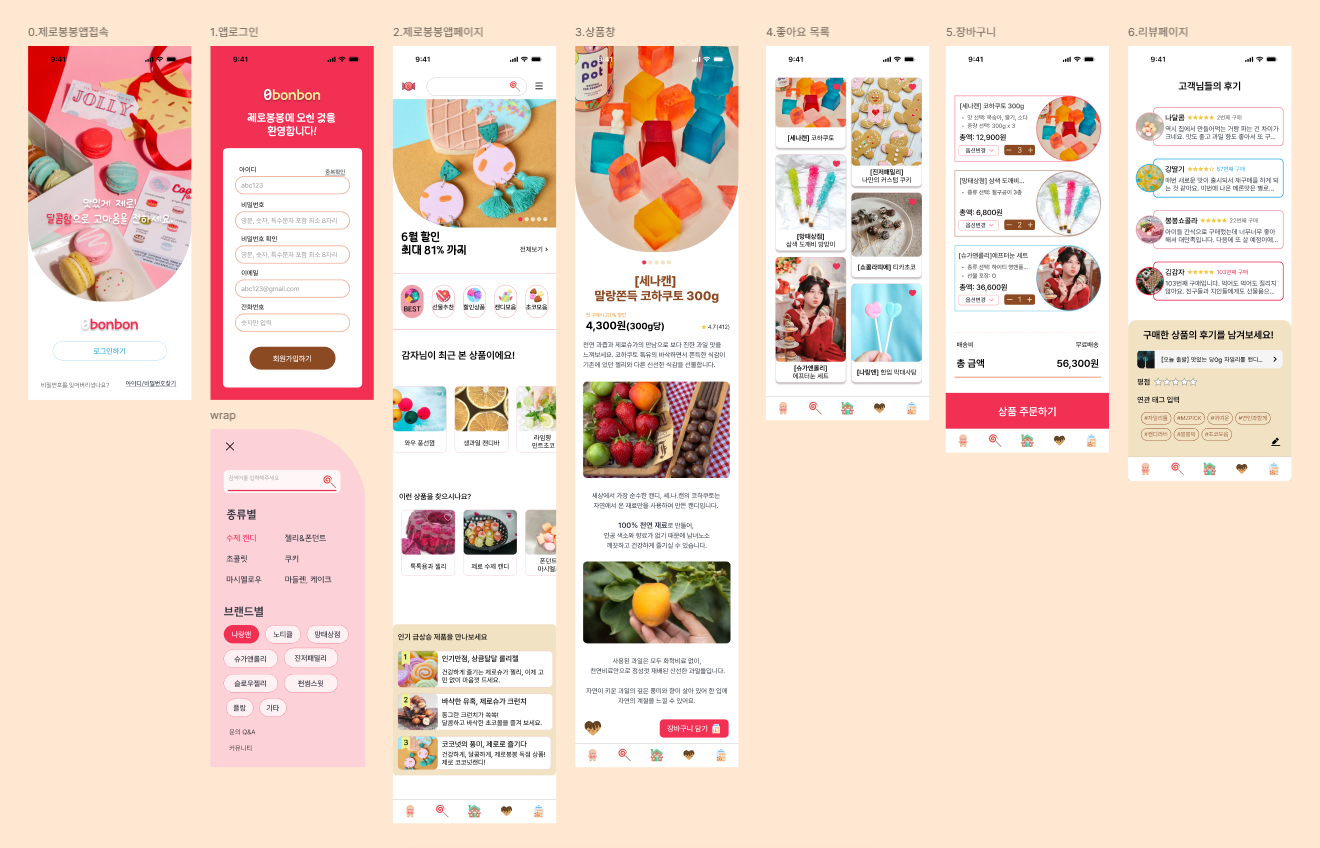 0.제로봉봉앱접속
9:41
JOLLY
맛있게 제로!
달콤함으로 고마움을 전하세요
0bonbon
로그인하기
비밀번호를 잊어버리셨나요?
아이디/비밀번호찾기
1.앱로그인
9:41
0bonbon
제로봉봉에 오신 것을
환영합니다!
아이디
중복확인
abc123
비밀번호
영문, 숫자, 특수문자 포함 최소 8자리
비밀번호 확인
영문, 숫자, 특수문자 포함 최소 8자리
이메일
abc123@gmail.com
전화번호
숫자만 입력
회원가입하기
wrap
검색어를 입력해주세요
종류별
수제 캔디
젤리&폰던트
초콜릿
쿠키
마시멜로우
마들렌, 케이크
브랜드별
나랑맨
노티클
망태상점
슈가앤롤리
진저패밀리
슬로우젤리
펀썸스윗
플랑
기타
문의 Q&A
커뮤니티
2.제로봉봉앱페이지
9:41
6월 할인
최대 81% 까지
전체보기 >
BEST
선물추천
할인상품
캔디모음
초코모음
감자님이 최근 본 상품이에요!
와우 풍선껌
생과일 캔디바
라임향
민트초코
이런 상품을 찾으시나요?
톡톡용과 젤리
제로 수제 캔디
폰던트
마시멜
인기 급상승 제품을 만나보세요
1
인기만점, 상큼달달 롤리젤
건강하게 즐기는 제로슈가 젤리, 이제 고
민 없이 마음껏 드세요.
2
바삭한 유혹, 제로슈가 크런치
동그란 크런치가 쏙쏙!
달콤하고 바삭한 초코볼을 즐겨 보세요.
3
코코넛의 풍미, 제로로 즐기다
건강하게, 달콤하게, 제로봉봉 독점 상품!
제로 코코넛캔디!
3.상품창
9:41
no
pot
[세나캔]
말랑쫀득 코하쿠토 300g
4,300원(300g당)
4.7 (412)
천연 과즙과 제로슈가의 만남으로 보다 진한 과일 맛을
느껴보세요. 코하쿠토 특유의 바삭하면서 쫀득한 식감이
기존에 있던 젤리와 다른 신선한 식감을 선물합니다.
세상에서 가장 순수한 캔디, 세.나.캔의 코하쿠토는
자연에서 온 재료만을 사용하여 만든 캔디입니다.
100% 천연 재료로 만들어,
인공 색소와 향료가 없기 때문에 남녀노소
깨끗하고 건강하게 즐기실 수 있습니다.
사용된 과일은 모두 화학비료 없이,
천연비료만으로 정성껏 재배된 신선한 과일들입니다.
자연이 키운 과일의 깊은 풍미와 향이 살아 있어 한 입에
자연의 계절을 느낄 수 있어요.
장바구니 담기
4.좋아요 목록
9:41
[세나캔] 코하쿠토
[진저패밀리]
나만의 커스텀 쿠키
[망태상점]
삼색 도깨비 방망이
[쇼콜라띠에] 티카초코
[슈가앤롤리]
에프터눈 세트
[나랑맨] 한입 막대사탕
5.장바구니
9:41
[세나캔] 코하쿠토 300g
맛 선택: 복숭아, 딸기, 소다
중량 선택: 300g x 3
총액: 12,900원
옵션변경
3
[망태상점] 삼색 도깨비...
종류 선택: 철구공이 3종
총액: 6,800원
옵션변경
2
[슈가앤롤리]에프터눈 세트
종류 선택: 하이티 앤앤롤...
선물 포장: O
총액: 36,600원
옵션변경
1
배송비
무료배송
총 금액
56,300원
상품 주문하기
6.리뷰페이지
9:41
고객님들의 후기
나달콤
2번째 구매
역시 집에서 만들어먹는 거랑 파는 건 차이가
크네요. 맛도 좋고 과일 향도 좋아서 또 구...
강딸기
57번째 구매
매번 새로운 맛이 출시되서 재구매를 하게 되
는 것 같아요. 이번에 나온 메론맛은 별로...
봉봉쇼콜라
22번째 구매
아이들 간식으로 구매했는데 너무너무 좋아
해서 대만족입니다. 다음에 또 살 예정이에...
김감자
103번째 구매
103번째 구매입니다. 먹어도 먹어도 질리지
않아요. 친구들과 지인들에게도 선물용으...
구매한 상품의 후기를 남겨보세요!
[오늘 출발] 맛있는 당0g 자일리톨 캔디...
평점
연관 태그 입력
#자일리톨
#MZPICK
#귀여운
#연인과함께
#캔디러브
#알알이
#초코모음